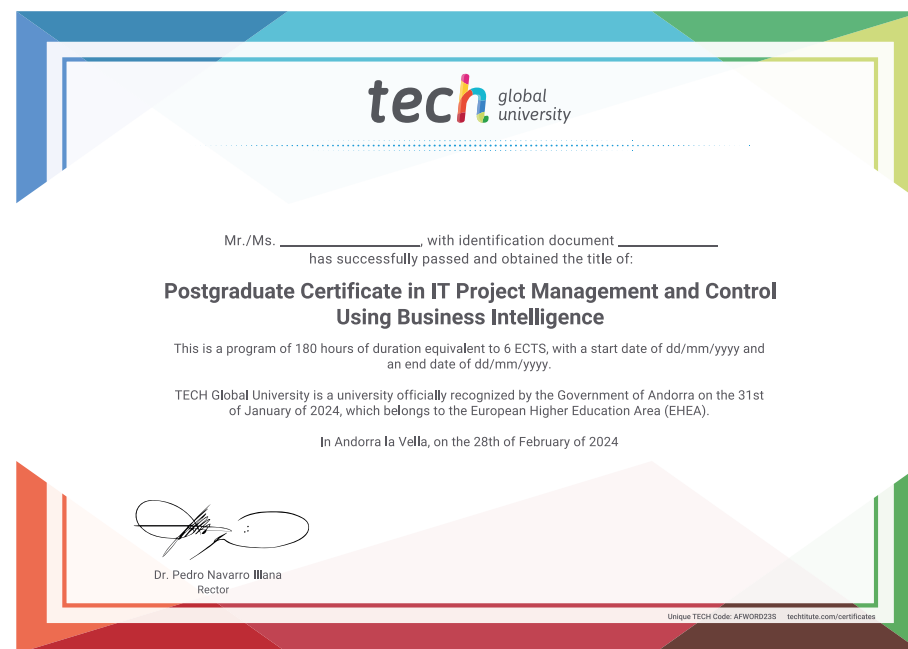 tech global university
Mr./Ms. ____________, with identification document ____________
has successfully passed and obtained the title of:
Postgraduate Certificate in IT Project Management and Control
Using Business Intelligence
This is a program of 180 hours of duration equivalent to 6 ECTS, with a start date of dd/mm/yyyy and
an end date of dd/mm/yyyy.
TECH Global University is a university officially recognized by the Government of Andorra on the 31st
of January of 2024, which belongs to the European Higher Education Area (EHEA).
In Andorra la Vella, on the 28th of February of 2024
Dr. Pedro Navarro Illana
Rector
Unique TECH Code: AFWORD23S techtitute.com/certificates